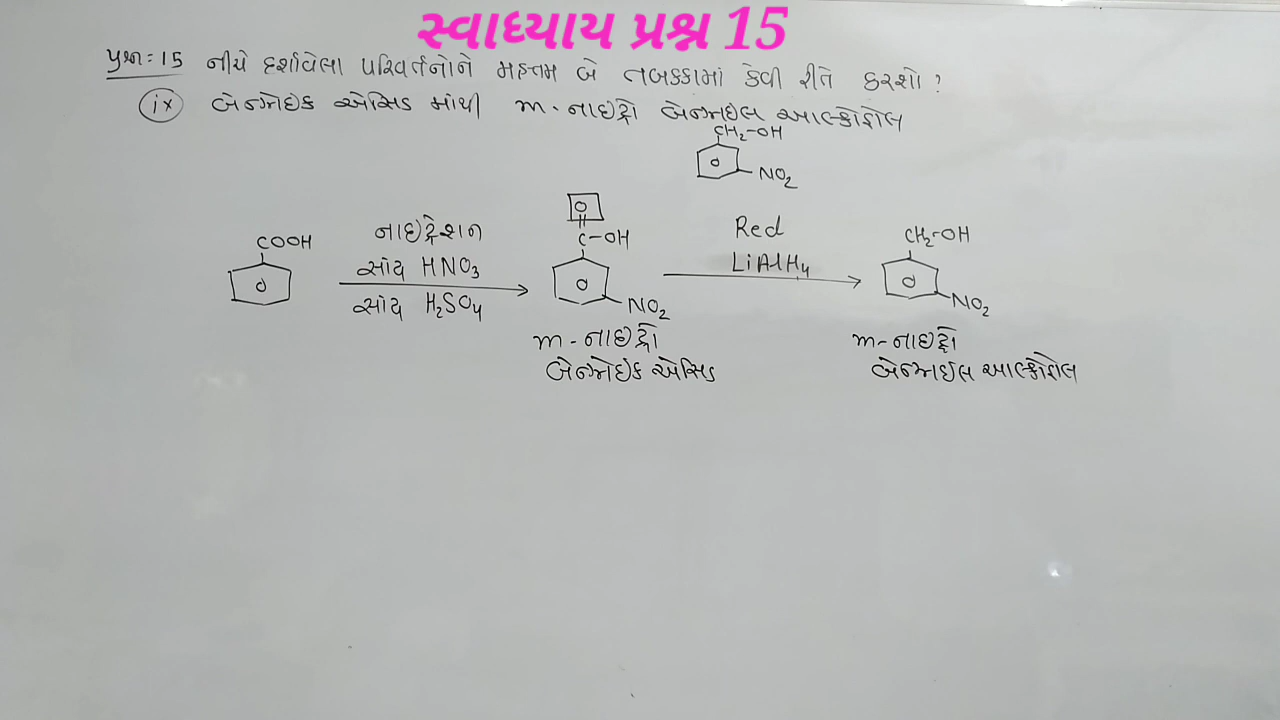 સ્વાધ્યાય પ્રશ્ન 15
પ્રશ્ન:15 નીચે દર્શાવેલા પરિવર્તનોને મહત્તમ બે તબક્કામાં કેવી રીતે કરશો ?
ix બેન્ઝોઇક એસિડ માંથી m-નાઇટ્રો બેન્ઝાઇલ આલ્કોહોલ
CH2-OH
NO2
COOH
નાઇટ્રેશન
સાંદ્ર HNO3
સાંદ્ર H2SO4
O
C-OH
NO2
m-નાઇટ્રો
બેન્ઝોઇક એસિડ
Red
LiAlH4
CH2-OH
NO2
m-નાઇટ્રો
બેન્ઝાઇલ આલ્કોહોલ